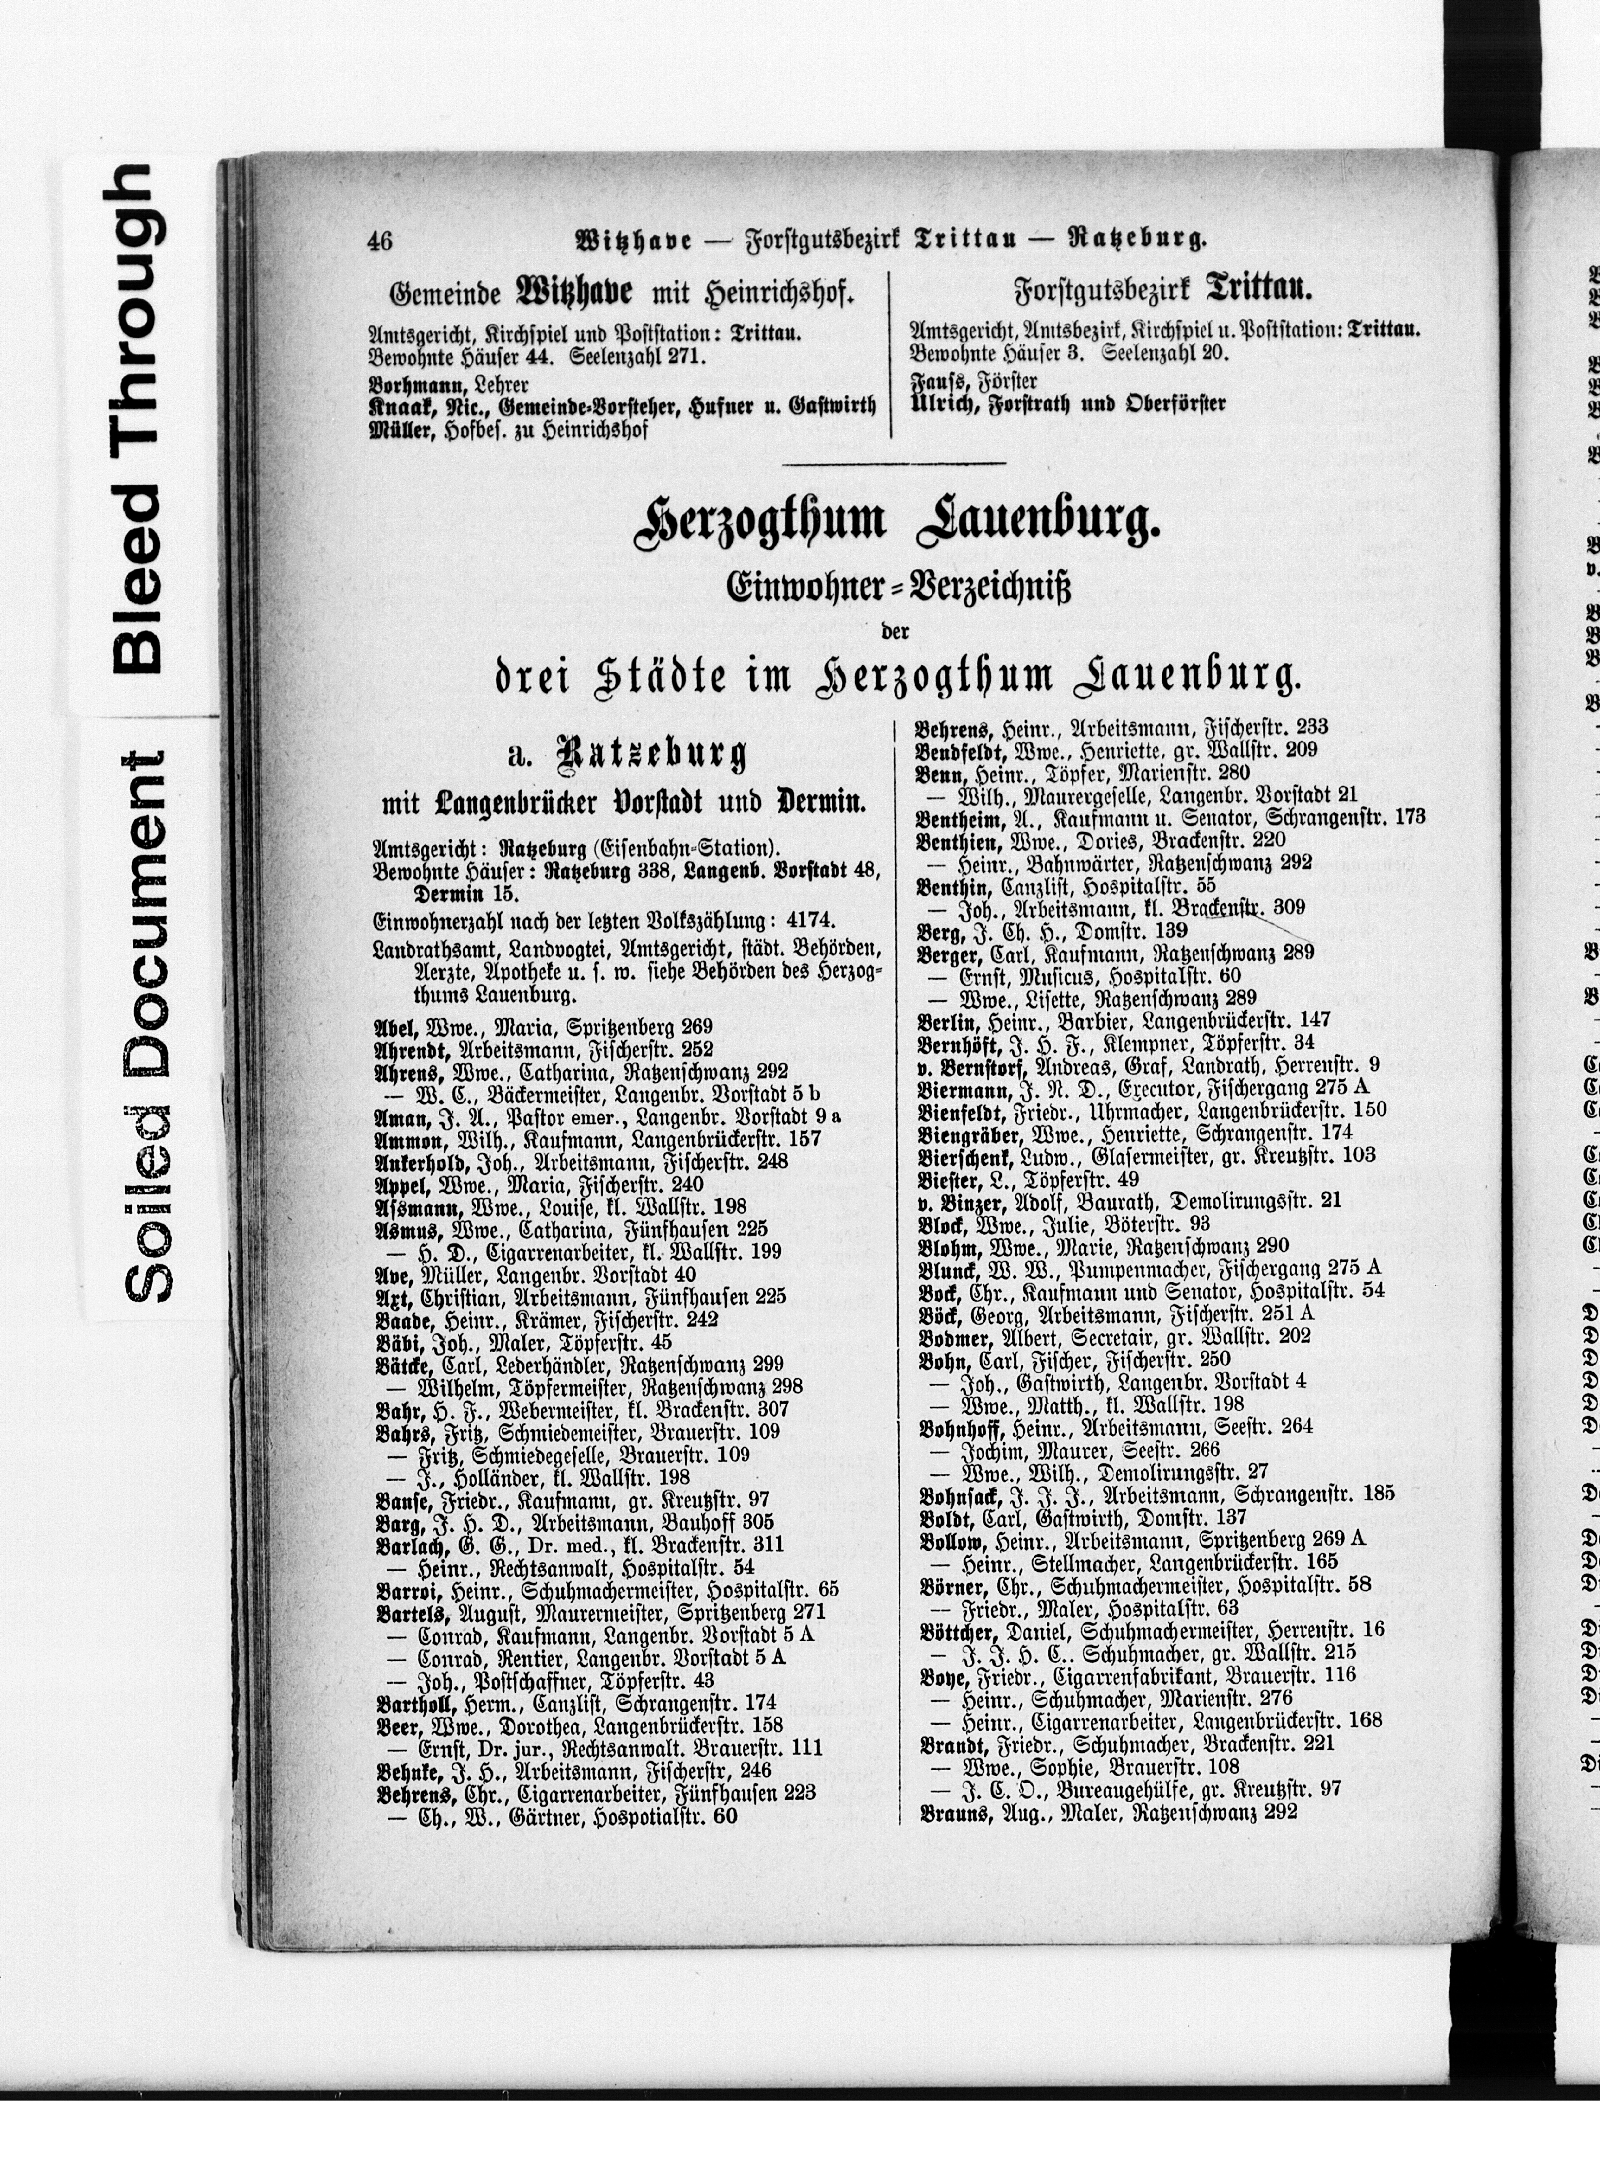 46 Witzhave — Forstgutsbezirk Trittau — Ratzeburg.
Gemeinde Witzhave mit Heinrichshof.
Amtsgericht, Kirchspiel und Poststation: Trittau.
Bewohnte Häuser 44. Seelenzahl 271.
Borhmann, Lehrer
Knaak, Nic., Gemeinde-Vorsteher, Hufner u. Gastwirth
Müller, Hofbes. zu Heinrichshof
Forstgutsbezirk Trittau.
Amtsgericht, Amtsbezirk, Kirchspiel u. Poststation: Trittau.
Bewohnte Häuser 3. Seelenzahl 20.
Fauss, Förster
Ulrich, Forstrath und Oberförster
Herzogthum Lauenburg.
Einwohner-Verzeichniß
der
drei Städte im Herzogthum Lauenburg.
a. Ratzeburg
mit Langenbrücker Vorstadt und Dermin.
Amtsgericht: Ratzeburg (Eisenbahn-Station).
Bewohnte Häuser: Ratzeburg 338, Langenb. Vorstadt 48,
Dermin 15.
Einwohnerzahl nach der letzten Volkszählung: 4174.
Landrathsamt, Landvogtei, Amtsgericht, städt. Behörden,
Aerzte, Apotheke u. s. w. siehe Behörden des Herzog-
thums Lauenburg.
Abel, Wwe., Maria, Spritzenberg 269
Ahrendt, Arbeitsmann, Fischerstr. 252
Ahrens, Wwe., Catharina, Ratzenschwanz 292
— W. C., Bäckermeister, Langenbr. Vorstadt 5 b
Aman, J. A., Pastor emer., Langenbr. Vorstadt 9 a
Ammon, Wilh., Kaufmann, Langenbrückerstr. 157
Ankerhold, Joh., Arbeitsmann, Fischerstr. 248
Appel, Wwe., Maria, Fischerstr. 240
Assmann, Wwe., Louise, kl. Wallstr. 198
Asmus, Wwe., Catharina, Fünfhausen 225
— H. D., Cigarrenarbeiter, kl. Wallstr. 199
Ave, Müller, Langenbr. Vorstadt 40
Axt, Christian, Arbeitsmann, Fünfhausen 225
Baade, Heinr., Krämer, Fischerstr. 242
Bäbi, Joh., Maler, Töpferstr. 45
Bätcke, Carl, Lederhändler, Ratzenschwanz 299
— Wilhelm, Töpfermeister, Ratzenschwanz 298
Bahr, H. F., Webermeister, kl. Brackenstr. 307
Bahrs, Fritz, Schmiedemeister, Brauerstr. 109
— Fritz, Schmiedegeselle, Brauerstr. 109
— J., Holländer, kl. Wallstr. 198
Banse, Friedr., Kaufmann, gr. Kreutzstr. 97
Barg, J. H. D., Arbeitsmann, Bauhoff 305
Barlach, G. G., Dr. med., kl. Brackenstr. 311
— Heinr., Rechtsanwalt, Hospitalstr. 54
Barroi, Heinr., Schuhmachermeister, Hospitalstr. 65
Bartels, August, Maurermeister, Spritzenberg 271
— Conrad, Kaufmann, Langenbr. Vorstadt 5 A
— Conrad, Rentier, Langenbr. Vorstadt 5 A
— Joh., Postschaffner, Töpferstr. 43
Bartholl, Herm., Canzlist, Schrangenstr. 174
Beer, Wwe., Dorothea, Langenbrückerstr. 158
— Ernst, Dr. jur., Rechtsanwalt. Brauerstr. 111
Behnke, J. H., Arbeitsmann, Fischerstr, 246
Behrens, Chr., Cigarrenarbeiter, Fünfhausen 223
— Ch., W., Gärtner, Hospotialstr. 60
Behrens, Heinr., Arbeitsmann, Fischerstr. 233
Bendfeldt, Wwe., Henriette, gr. Wallstr. 209
Benn, Heinr., Töpfer, Marienstr. 280
— Wilh., Maurergeselle, Langenbr. Vorstadt 21
Bentheim, A., Kaufmann u. Senator, Schrangenstr. 173
Benthien, Wwe., Dories, Brackenstr. 220
— Heinr., Bahnwärter, Ratzenschwanz 292
Benthin, Canzlist, Hospitalstr. 55
— Joh., Arbeitsmann, kl. Brackenstr. 309
Berg, J. Ch. H., Domstr. 139
Berger, Carl, Kaufmann, Ratzenschwanz 289
— Ernst, Musicus, Hospitalstr. 60
— Wwe., Lisette, Ratzenschwanz 289
Berlin, Heinr., Barbier, Langenbrückerstr. 147
Bernhöft, J. H. F., Klempner, Töpferstr. 34
v. Bernstorf, Andreas, Graf, Landrath, Herrenstr. 9
Biermann, J. N. D., Executor, Fischergang 275 A
Bienfeldt, Friedr., Uhrmacher, Langenbrückerstr. 150
Biengräber, Wwe., Henriette, Schrangenstr. 174
Bierschenk, Ludw., Glasermeister, gr. Kreutzstr. 103
Biester, L., Töpferstr. 49
v. Binzer, Adolf, Baurath, Demolirungsstr. 21
Block, Wwe., Julie, Böterstr. 93
Blohm, Wwe., Marie, Ratzenschwanz 290
Blunck, W. W., Pumpenmacher, Fischergang 275 A
Bock, Chr., Kaufmann und Senator, Hospitalstr. 54
Böck, Georg, Arbeitsmann, Fischerstr. 251 A
Bodmer, Albert, Secretair, gr. Wallstr. 202
Bohn, Carl, Fischer, Fischerstr. 250
— Joh., Gastwirth, Langenbr. Vorstadt 4
— Wwe., Matth., kl. Wallstr. 198
Bohnhoff, Heinr., Arbeitsmann, Seestr. 264
— Jochim, Maurer, Seestr. 266
— Wwe., Wilh., Demolirungsstr. 27
Bohnsack, J. J. J., Arbeitsmann, Schrangenstr. 185
Boldt, Carl, Gastwirth, Domstr. 137
Bollow, Heinr., Arbeitsmann, Spritzenberg 269 A
— Heinr., Stellmacher, Langenbrückerstr. 165
Börner, Chr., Schuhmachermeister, Hospitalstr. 58
— Friedr., Maler, Hospitalstr. 63
Böttcher, Daniel, Schuhmachermeister, Herrenstr. 16
— J. J. H. C.. Schuhmacher, gr. Wallstr. 215
Boye, Friedr., Cigarrenfabrikant, Brauerstr. 116
— Heinr., Schuhmacher, Marienstr. 276
— Heinr., Cigarrenarbeiter, Langenbrückerstr. 168
Brandt, Friedr., Schuhmacher, Brackenstr. 221
— Wwe., Sophie, Brauerstr. 108
— J. C. O., Bureaugehülfe, gr. Kreutzstr. 97
Brauns, Aug., Maler, Ratzenschwanz 292
Soiled Document Bleed Through